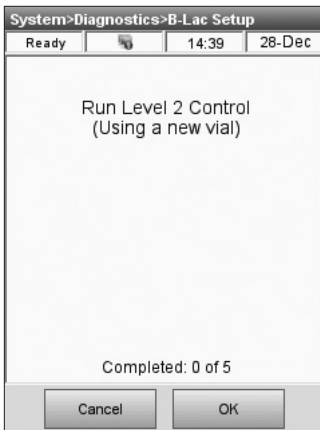 System>Diagnostics>B-Lac Setup
Ready 14:39 28-Dec
Run Level 2 Control
(Using a new vial)
Completed: 0 of 5
Cancel OK